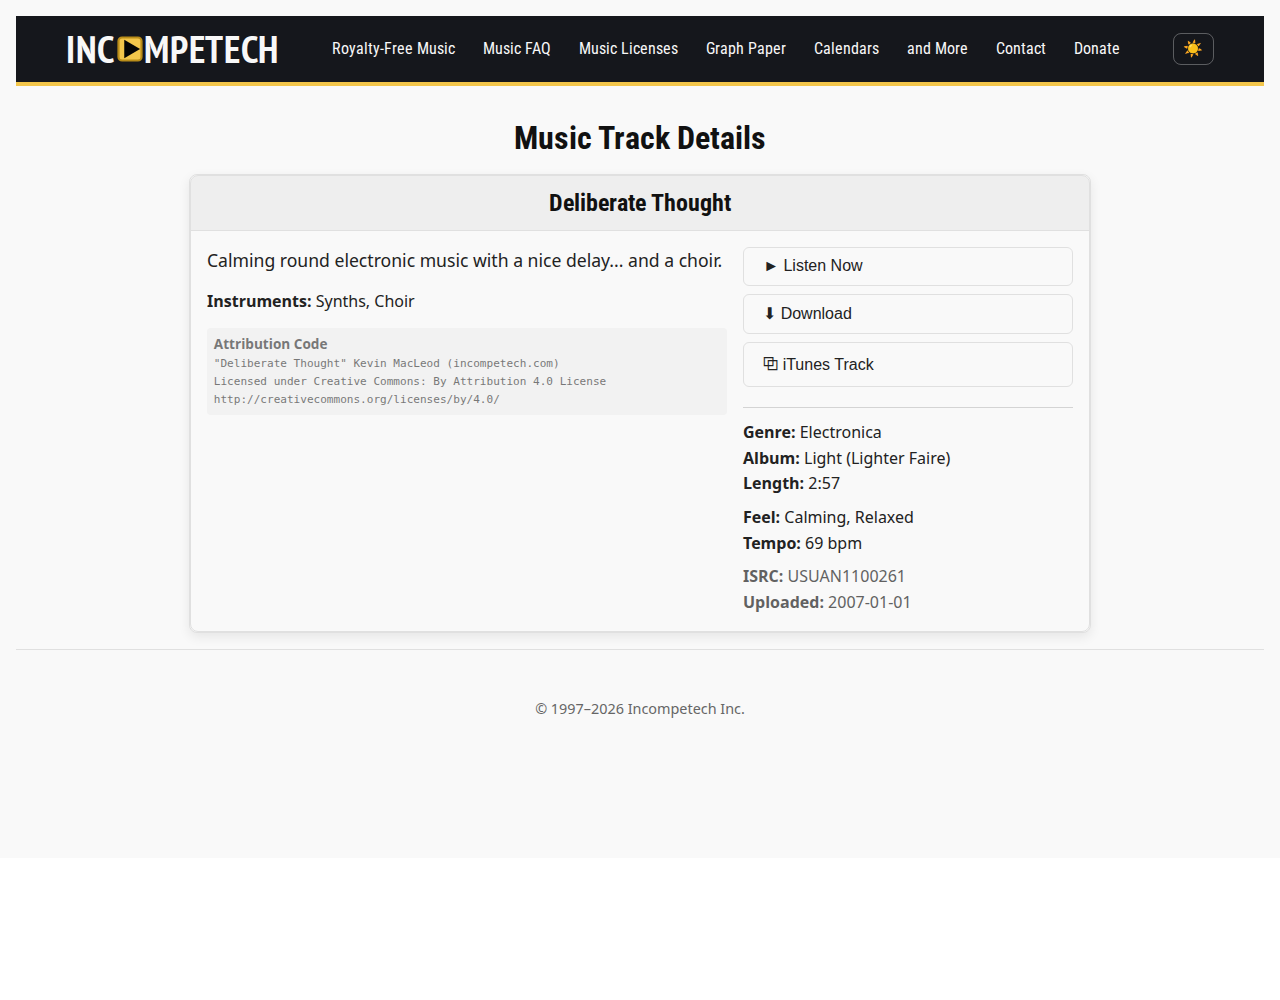 INCOMPETECH
Royalty-Free Music
Music FAQ
Music Licenses
Graph Paper
Calendars
and More
Contact
Donate
Music Track Details
Deliberate Thought
Calming round electronic music with a nice delay... and a choir.
Instruments: Synths, Choir
Attribution Code
"Deliberate Thought" Kevin MacLeod (incompetech.com)
Licensed under Creative Commons: By Attribution 4.0 License
http://creativecommons.org/licenses/by/4.0/
► Listen Now
⬇ Download
iTunes Track
Genre: Electronica
Album: Light (Lighter Faire)
Length: 2:57
Feel: Calming, Relaxed
Tempo: 69 bpm
ISRC: USUAN1100261
Uploaded: 2007-01-01
© 1997–2026 Incompetech Inc.